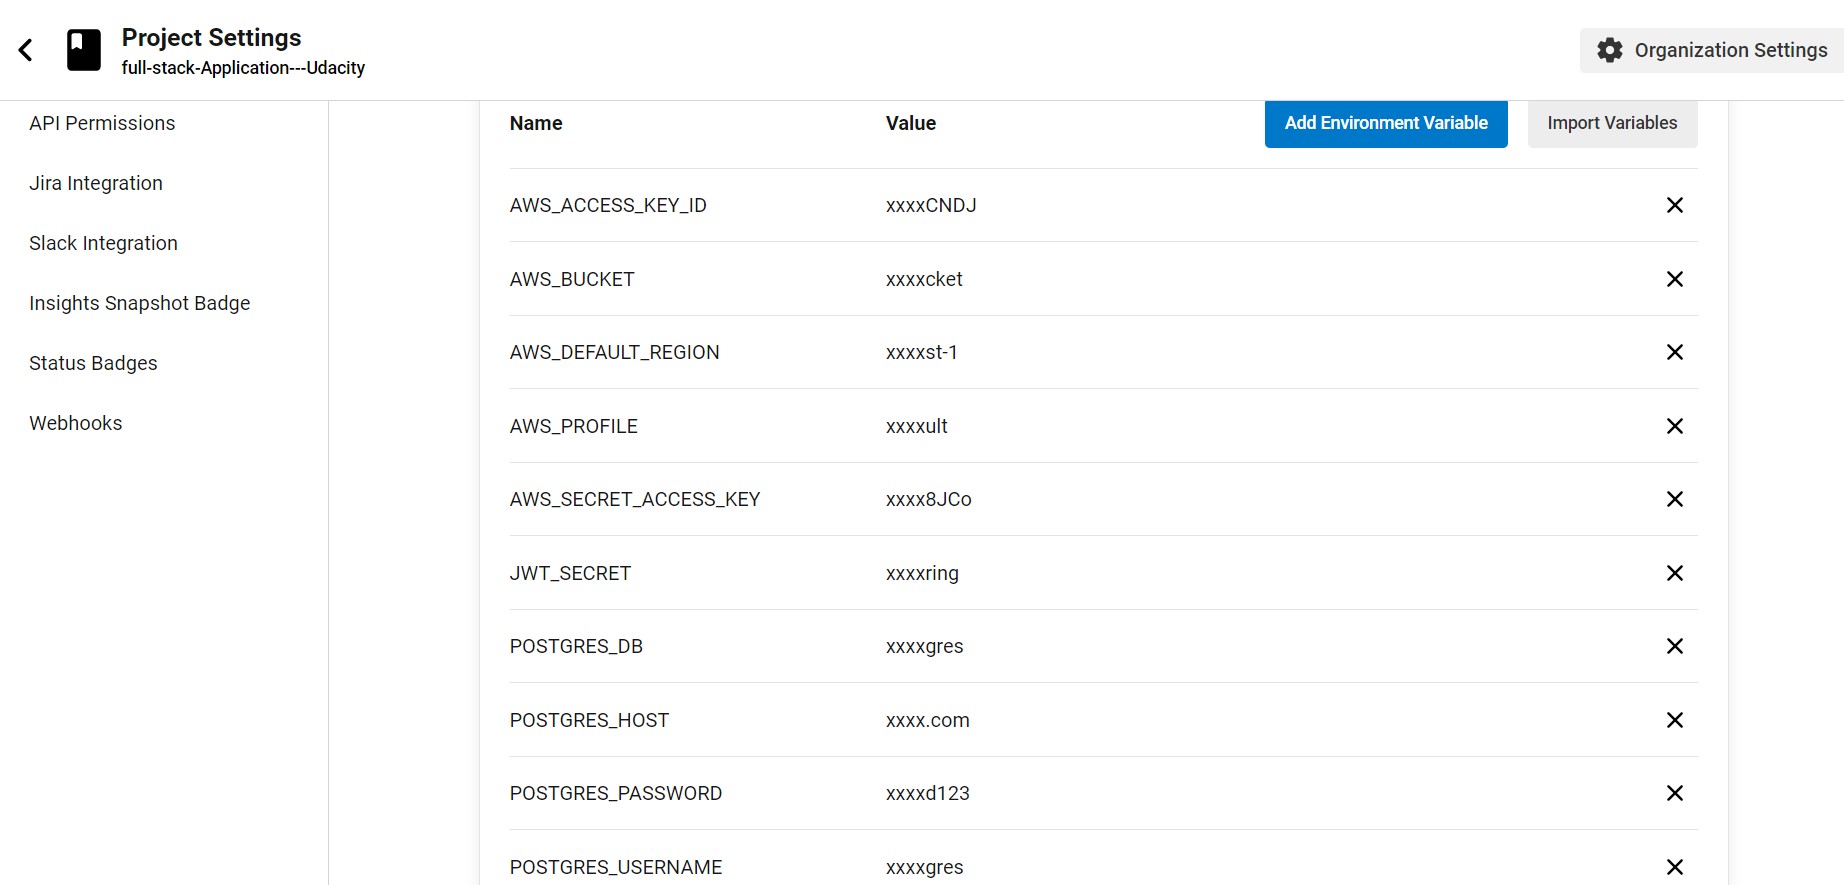 Project Settings
full-stack-Application---Udacity
Organization Settings
API Permissions
Jira Integration
Slack Integration
Insights Snapshot Badge
Status Badges
Webhooks
Name Value Add Environment Variable Import Variables
AWS_ACCESS_KEY_ID xxxxCNDJ
AWS_BUCKET xxxxcket
AWS_DEFAULT_REGION xxxxst-1
AWS_PROFILE xxxxult
AWS_SECRET_ACCESS_KEY xxxx8JCo
JWT_SECRET xxxxring
POSTGRES_DB xxxxgres
POSTGRES_HOST xxxx.com
POSTGRES_PASSWORD xxxxd123
POSTGRES_USERNAME xxxxgres